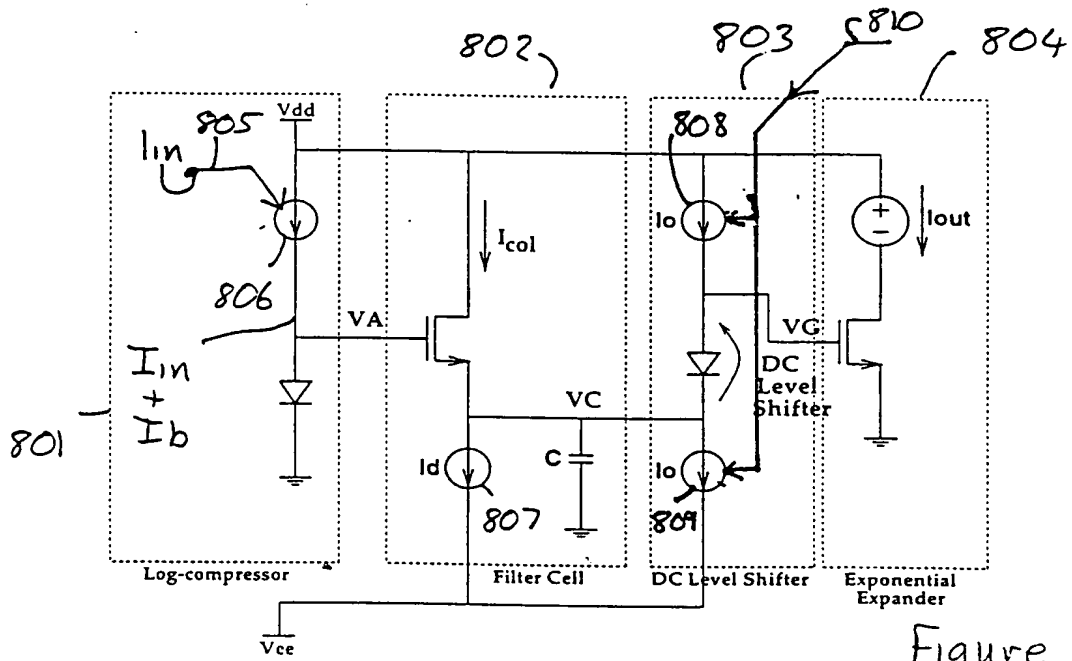 802
803
810
804
Vdd
805
Iin
808
Io
Iout
Icol
806
VA
VG
DC
Level
Shifter
Iin
+
Ib
VC
801
Id
C
Io
807
809
Log-compressor
Filter Cell
DC Level Shifter
Exponential
Expander
Vce
Figure